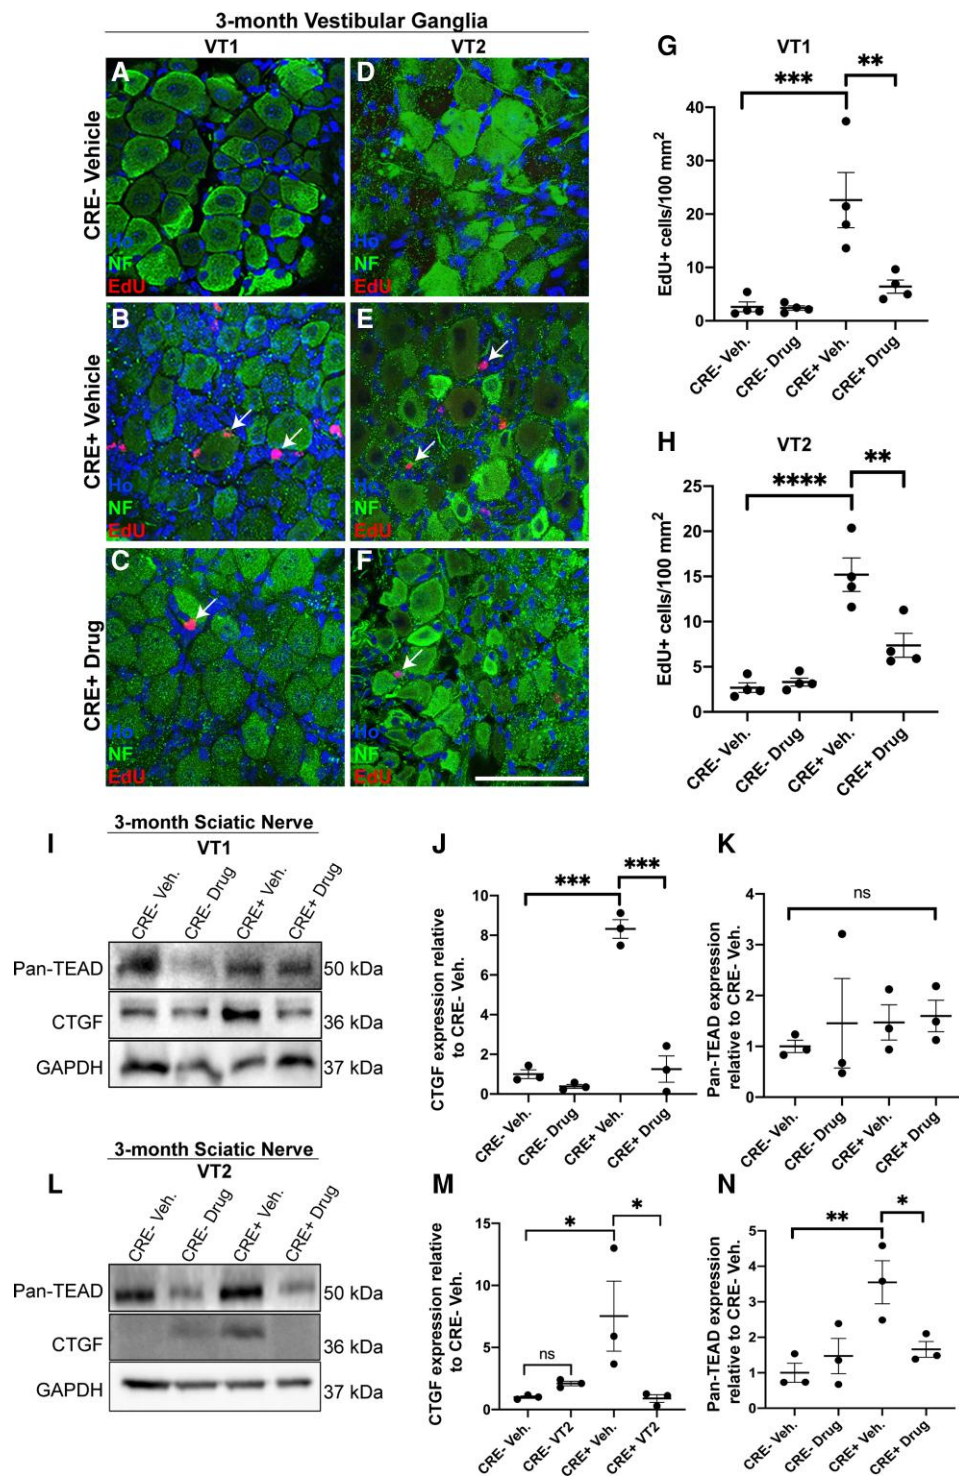 3-month Vestibular Ganglia
VT1
VT2
CRE- Vehicle
A
Ho
NF
EdU
D
Ho
NF
EdU
CRE+ Vehicle
B
Ho
NF
EdU
E
Ho
NF
EdU
CRE+ Drug
C
Ho
NF
EdU
F
Ho
NF
EdU
G
VT1
***
**
EdU+ cells/100 mm²
40
30
20
10
0
CRE- Veh.
CRE- Drug
CRE+ Veh.
CRE+ Drug
H
VT2
****
**
EdU+ cells/100 mm²
25
20
15
10
5
0
CRE- Veh.
CRE- Drug
CRE+ Veh.
CRE+ Drug
I
3-month Sciatic Nerve
VT1
CRE- Veh.
CRE- Drug
CRE+ Veh.
CRE+ Drug
Pan-TEAD
50 kDa
CTGF
36 kDa
GAPDH
37 kDa
J
***
***
CTGF expression relative
to CRE- Veh.
10
8
6
4
2
0
CRE- Veh.
CRE- Drug
CRE+ Veh.
CRE+ Drug
K
ns
Pan-TEAD expression
relative to CRE- Veh.
4
3
2
1
0
CRE- Veh.
CRE- Drug
CRE+ Veh.
CRE+ Drug
L
3-month Sciatic Nerve
VT2
CRE- Veh.
CRE- Drug
CRE+ Veh.
CRE+ Drug
Pan-TEAD
50 kDa
CTGF
36 kDa
GAPDH
37 kDa
M
*
*
ns
CTGF expression relative
to CRE- Veh.
15
10
5
0
CRE- Veh.
CRE- VT2
CRE+ Veh.
CRE+ VT2
N
**
*
Pan-TEAD expression
relative to CRE- Veh.
5
4
3
2
1
0
CRE- Veh.
CRE- Drug
CRE+ Veh.
CRE+ Drug